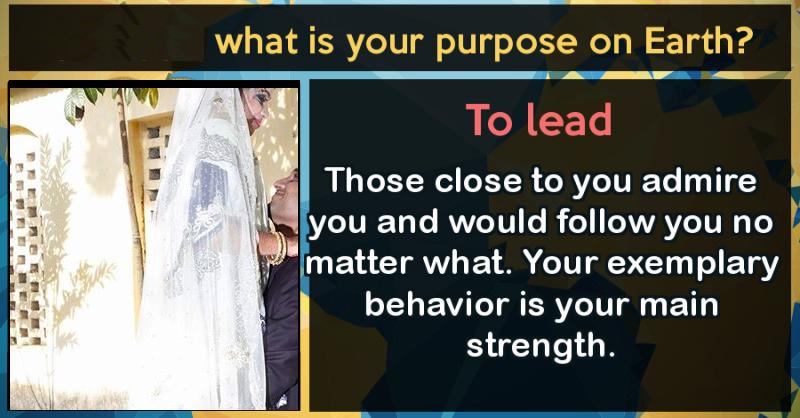 what is your purpose on Earth?
To lead
Those close to you admire
you and would follow you no
matter what. Your exemplary
behavior is your main
strength.